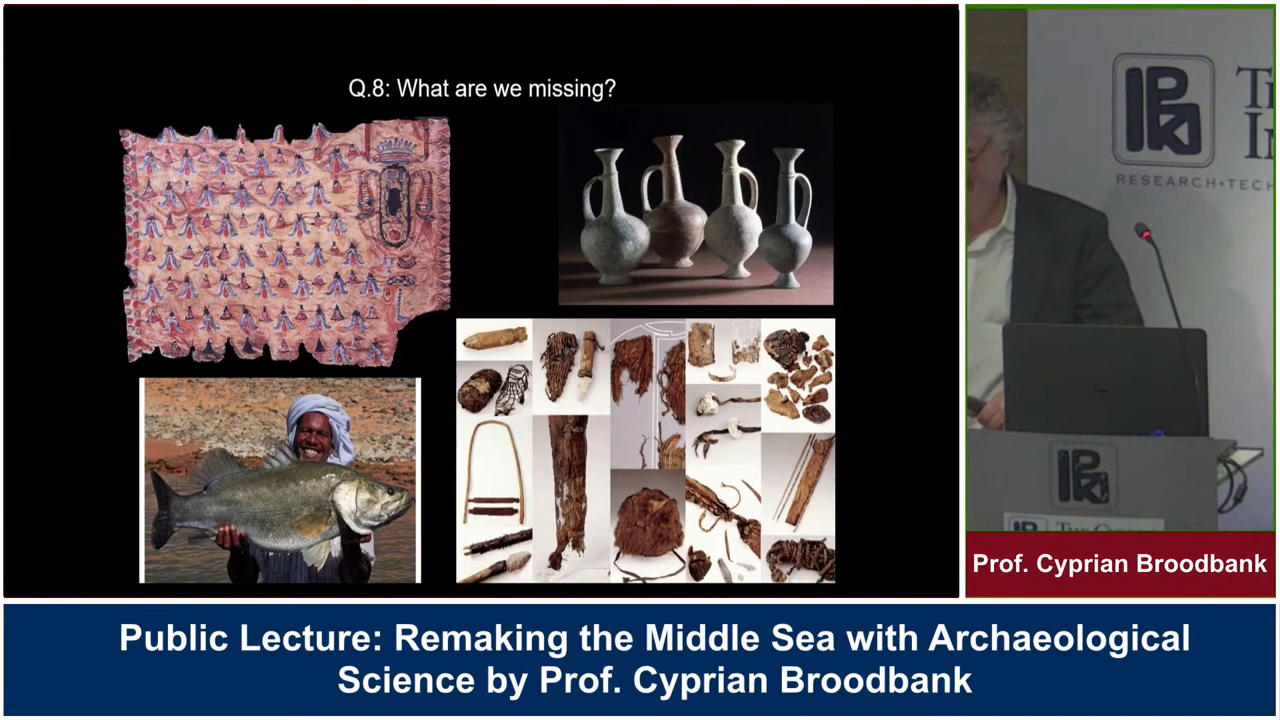 Q.8: What are we missing?
RESEARCH•TECH
Prof. Cyprian Broodbank
Public Lecture: Remaking the Middle Sea with Archaeological
Science by Prof. Cyprian Broodbank